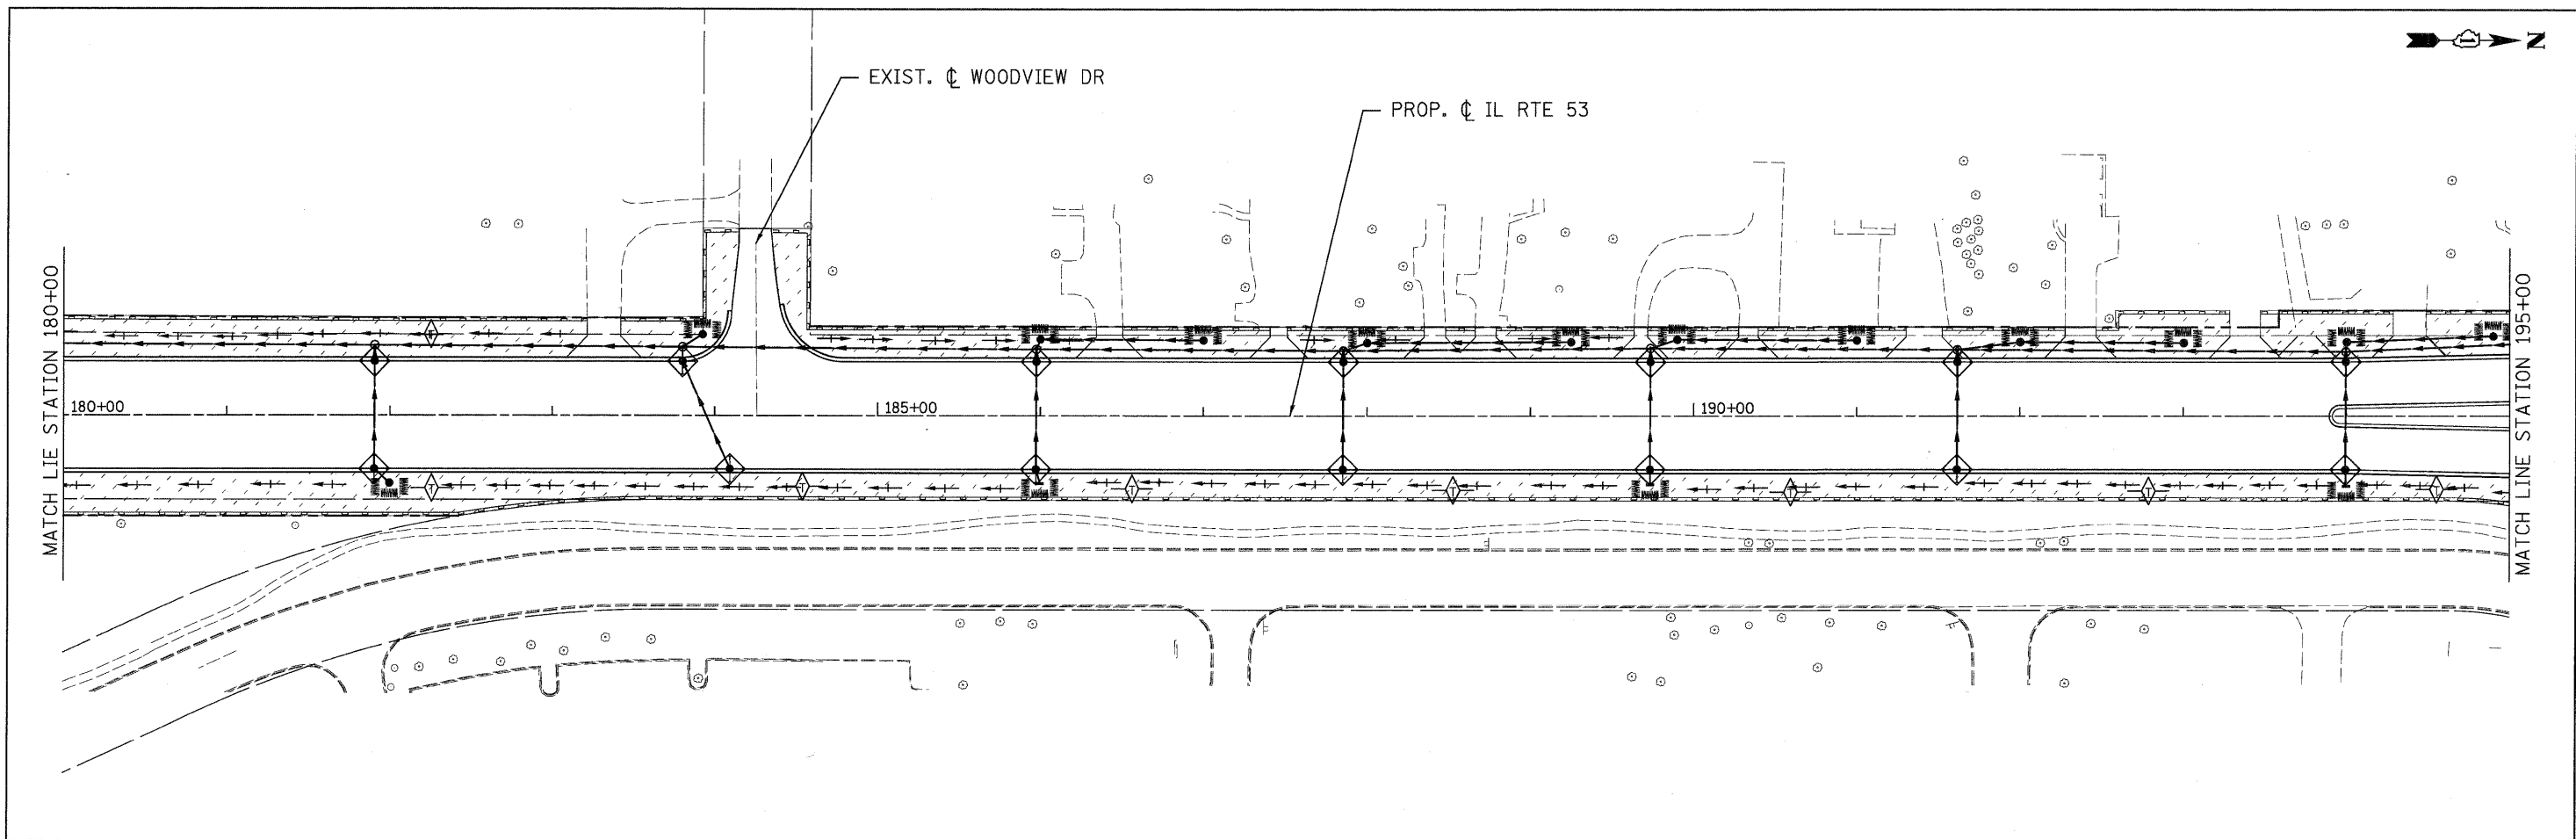 N
EXIST. ℄ WOODVIEW DR
PROP. ℄ IL RTE 53
MATCH LIE STATION 180+00
180+00
185+00
190+00
MATCH LINE STATION 195+00
T
T
T
T
T
T
T
T